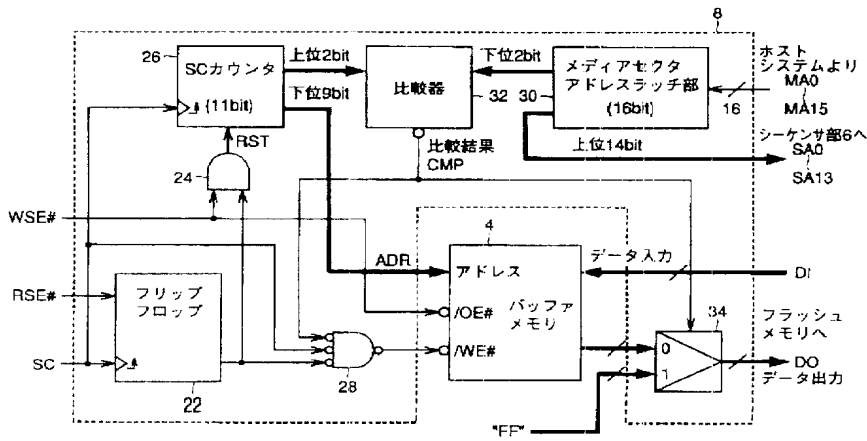 8
26
SCカウンタ
(11bit)
上位2bit
下位9bit
比較器
32
下位2bit
30
メディアセクタ
アドレスラッチ部
(16bit)
16
ホスト
システムより
MA0
MA15
上位14bit
シーケンサ部6へ
SA0
SA13
RST
24
比較結果
CMP
WSE#
4
ADR
アドレス
データ入力
DI
RSE#
フリップ
フロップ
/OE#
バッファ
メモリ
34
フラッシュ
メモリへ
SC
28
/WE#
0
1
DO
データ出力
22
"FF"